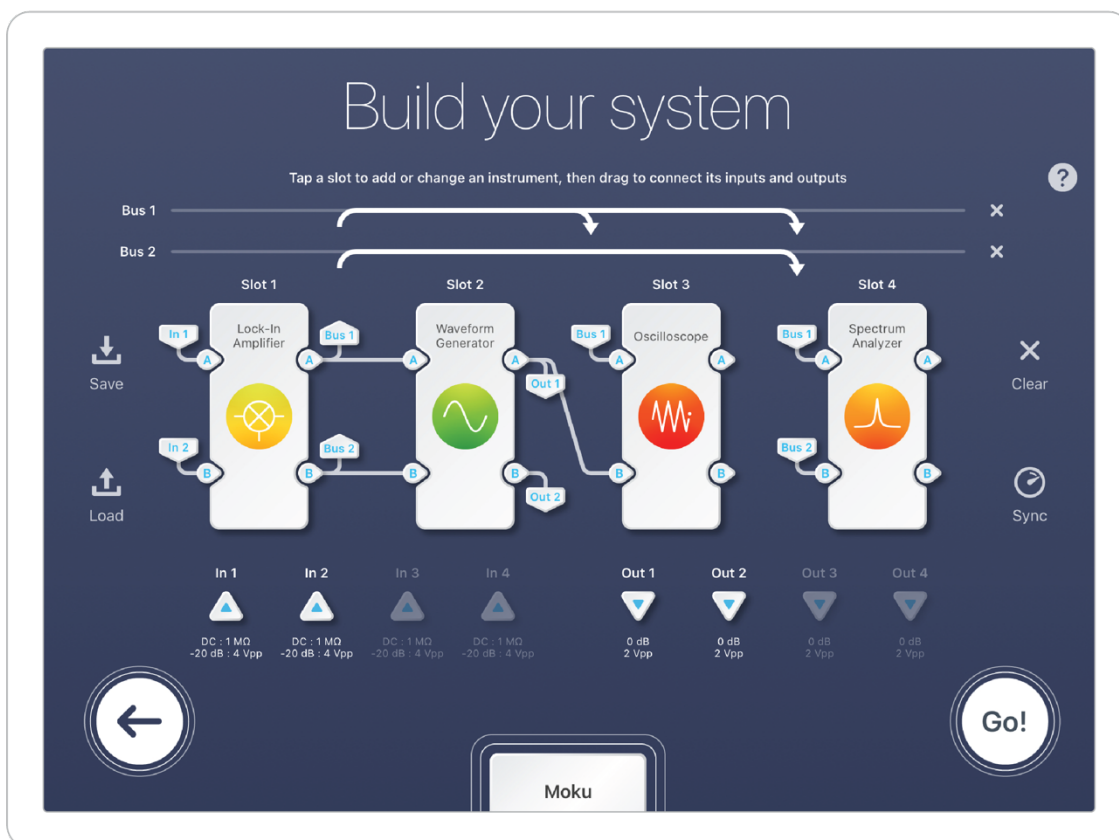 Build your system
Tap a slot to add or change an instrument, then drag to connect its inputs and outputs
?
Bus 1
Bus 2
Slot 1 Slot 2 Slot 3 Slot 4
Save
Load
In 1
Lock-In
Amplifier
Bus 1
A A
In 2
Bus 2
B B
Waveform
Generator
A A
Out 1
B B
Out 2
Bus 1
Oscilloscope
A A
B B
Bus 1
Spectrum
Analyzer
A A
Bus 2
B B
Clear
Sync
In 1 In 2 In 3 In 4 Out 1 Out 2 Out 3 Out 4
DC : 1 MΩ DC : 1 MΩ DC : 1 MΩ DC : 1 MΩ 0 dB 0 dB 0 dB 0 dB
-20 dB : 4 Vpp -20 dB : 4 Vpp -20 dB : 4 Vpp -20 dB : 4 Vpp 2 Vpp 2 Vpp 2 Vpp 2 Vpp
Go!
Moku